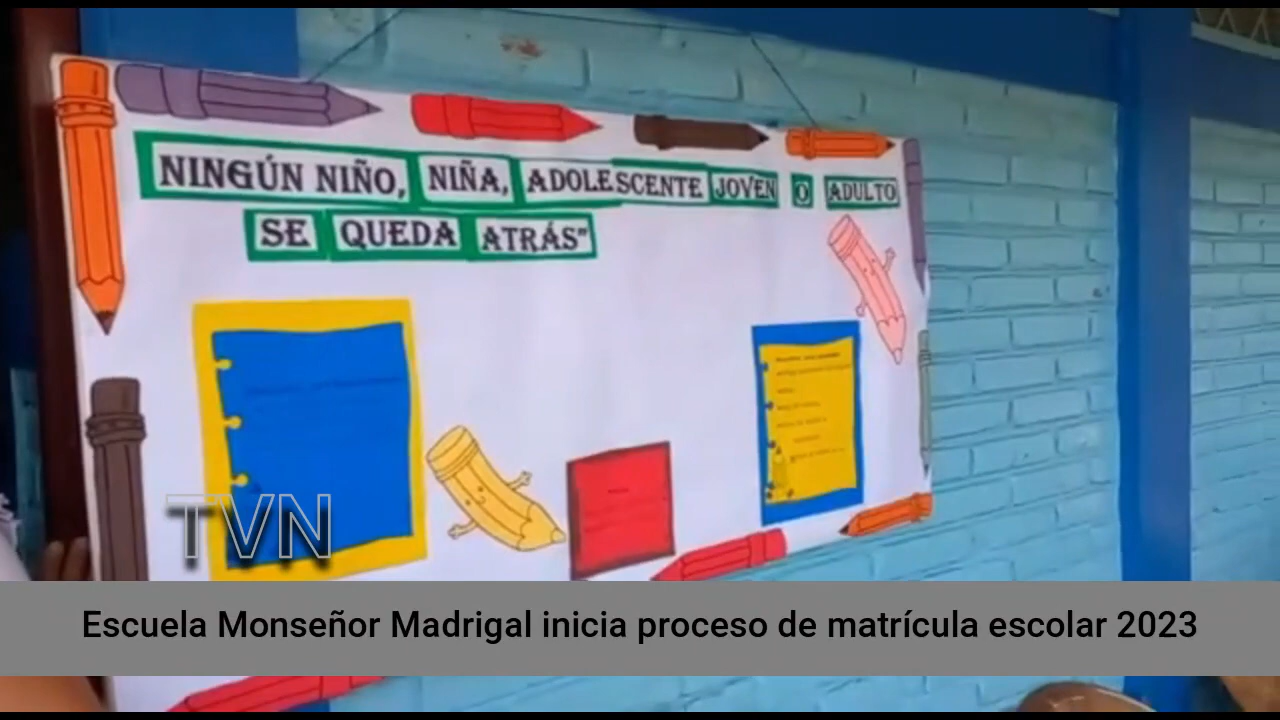 NINGÚN NIÑO, NIÑA, ADOLESCENTE JOVEN O ADULTO
SE QUEDA ATRÁS"
TVN
Escuela Monseñor Madrigal inicia proceso de matrícula escolar 2023